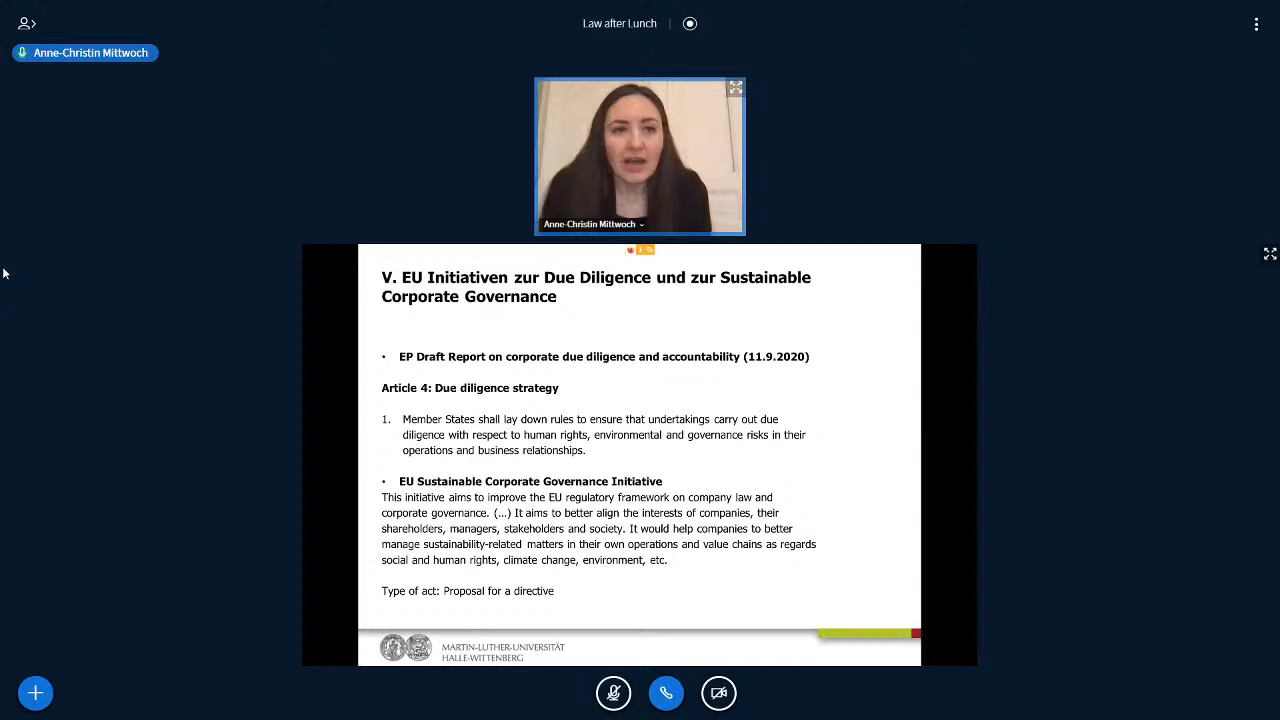 Law after Lunch
Anne-Christin Mittwoch
Anne-Christin Mittwoch
V. EU Initiativen zur Due Diligence und zur Sustainable
Corporate Governance
• EP Draft Report on corporate due diligence and accountability (11.9.2020)
Article 4: Due diligence strategy
1. Member States shall lay down rules to ensure that undertakings carry out due
diligence with respect to human rights, environmental and governance risks in their
operations and business relationships.
• EU Sustainable Corporate Governance Initiative
This initiative aims to improve the EU regulatory framework on company law and
corporate governance. (…) It aims to better align the interests of companies, their
shareholders, managers, stakeholders and society. It would help companies to better
manage sustainability-related matters in their own operations and value chains as regards
social and human rights, climate change, environment, etc.
Type of act: Proposal for a directive
MARTIN-LUTHER-UNIVERSITÄT
HALLE-WITTENBERG